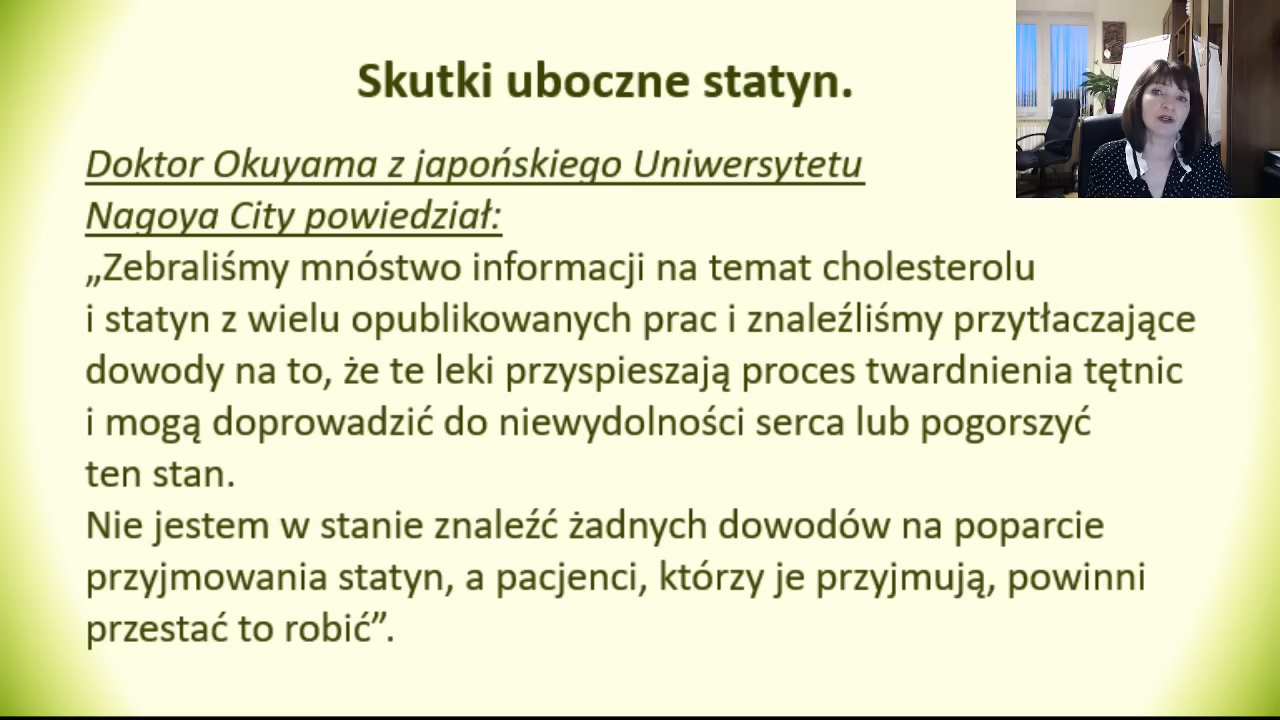 Skutki uboczne statyn.
Doktor Okuyama z japońskiego Uniwersytetu
Nagoya City powiedział:
„Zebraliśmy mnóstwo informacji na temat cholesterolu
i statyn z wielu opublikowanych prac i znaleźliśmy przytłaczające
dowody na to, że te leki przyspieszają proces twardnienia tętnic
i mogą doprowadzić do niewydolności serca lub pogorszyć
ten stan.
Nie jestem w stanie znaleźć żadnych dowodów na poparcie
przyjmowania statyn, a pacjenci, którzy je przyjmują, powinni
przestać to robić”.